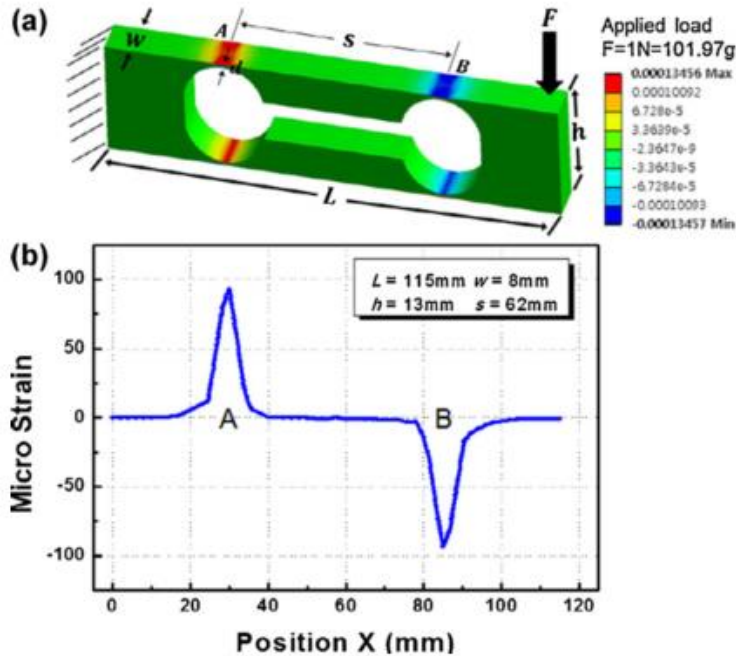 (a)
W
A
d
s
B
F
h
L
Applied load
F=1N=101.97g
0.00013456 Max
0.00010092
6.728e-5
3.3639e-5
-2.3647e-9
-3.3643e-5
-6.7284e-5
-0.00010093
-0.00013457 Min
(b)
L = 115mm w = 8mm
h = 13mm s = 62mm
Micro Strain
100
50
0
-50
-100
A
B
0 20 40 60 80 100 120
Position X (mm)